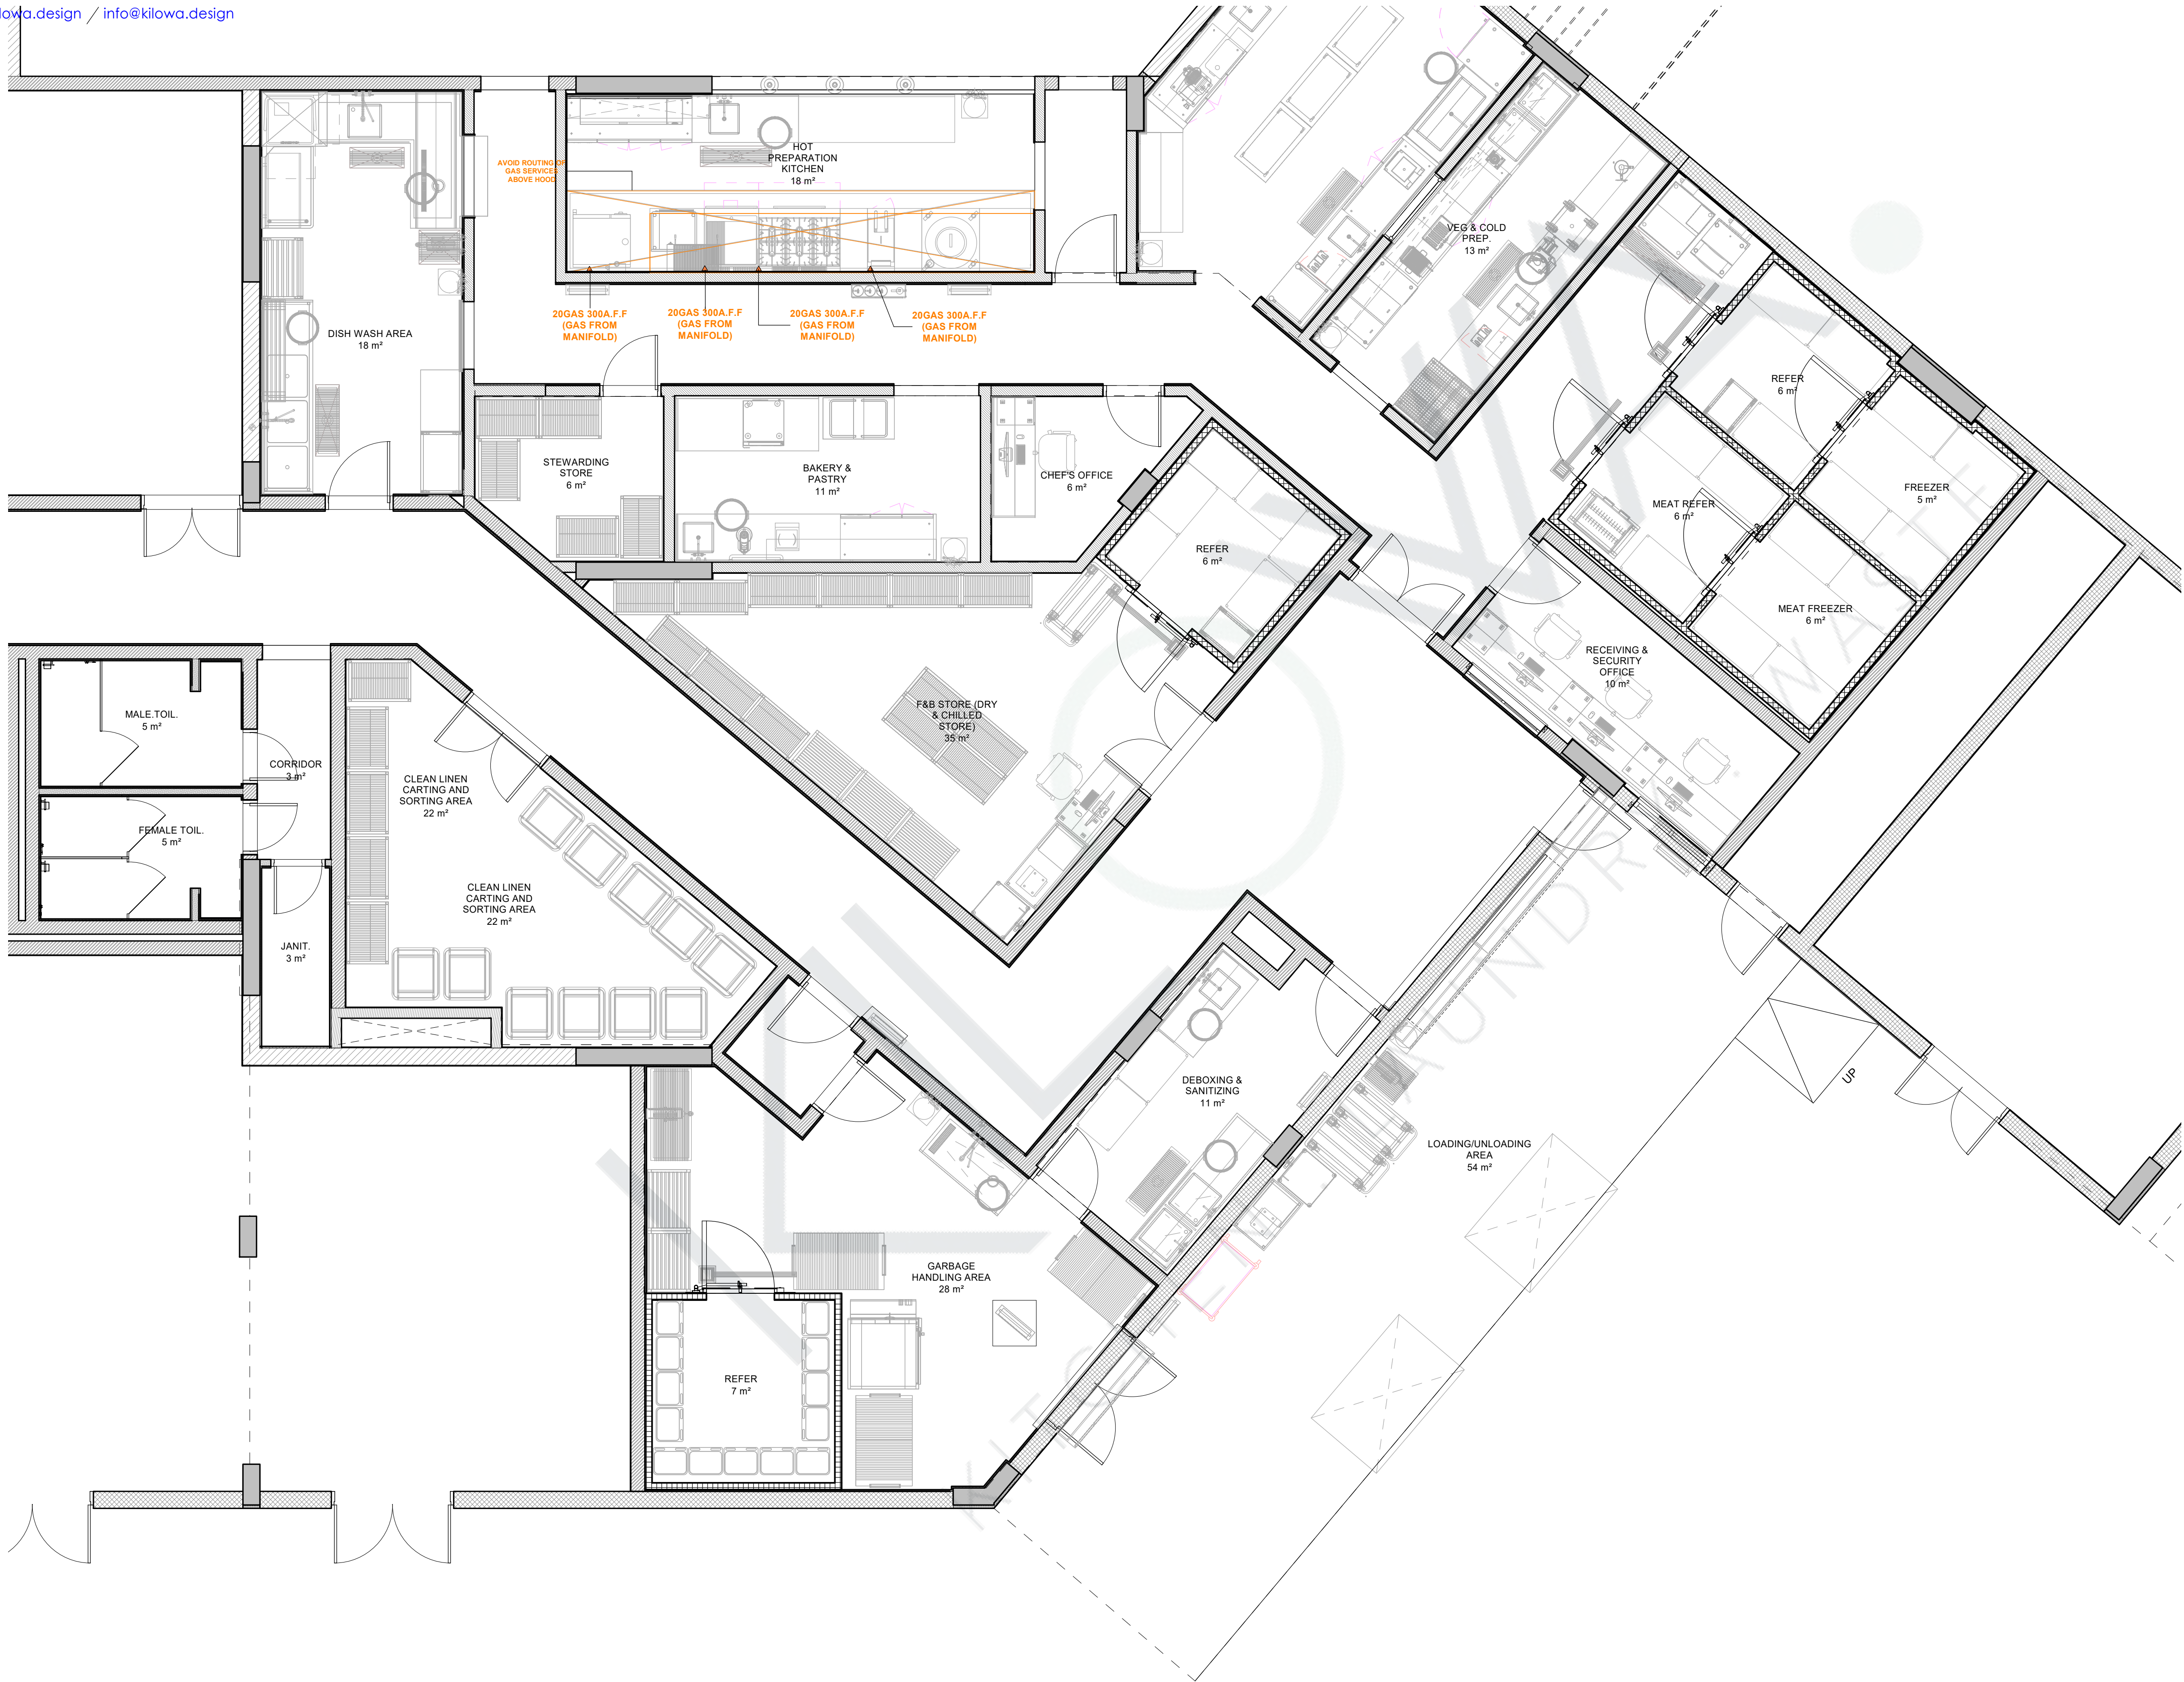 lowa.design / info@kilowa.design
HOT
PREPARATION
KITCHEN
18 m²
AVOID ROUTING OF
GAS SERVICES
ABOVE HOOD
20GAS 300A.F.F
(GAS FROM
MANIFOLD)
20GAS 300A.F.F
(GAS FROM
MANIFOLD)
20GAS 300A.F.F
(GAS FROM
MANIFOLD)
20GAS 300A.F.F
(GAS FROM
MANIFOLD)
DISH WASH AREA
18 m²
VEG & COLD
PREP.
13 m²
REFER
6 m²
FREEZER
5 m²
MEAT REFER
6 m²
MEAT FREEZER
6 m²
STEWARDING
STORE
6 m²
BAKERY &
PASTRY
11 m²
CHEF'S OFFICE
6 m²
REFER
6 m²
RECEIVING &
SECURITY
OFFICE
10 m²
F&B STORE (DRY
& CHILLED
STORE)
35 m²
MALE.TOIL.
5 m²
CORRIDOR
3 m²
FEMALE TOIL.
5 m²
CLEAN LINEN
CARTING AND
SORTING AREA
22 m²
CLEAN LINEN
CARTING AND
SORTING AREA
22 m²
JANIT.
3 m²
DEBOXING &
SANITIZING
11 m²
UP
LOADING/UNLOADING
AREA
54 m²
GARBAGE
HANDLING AREA
28 m²
REFER
7 m²